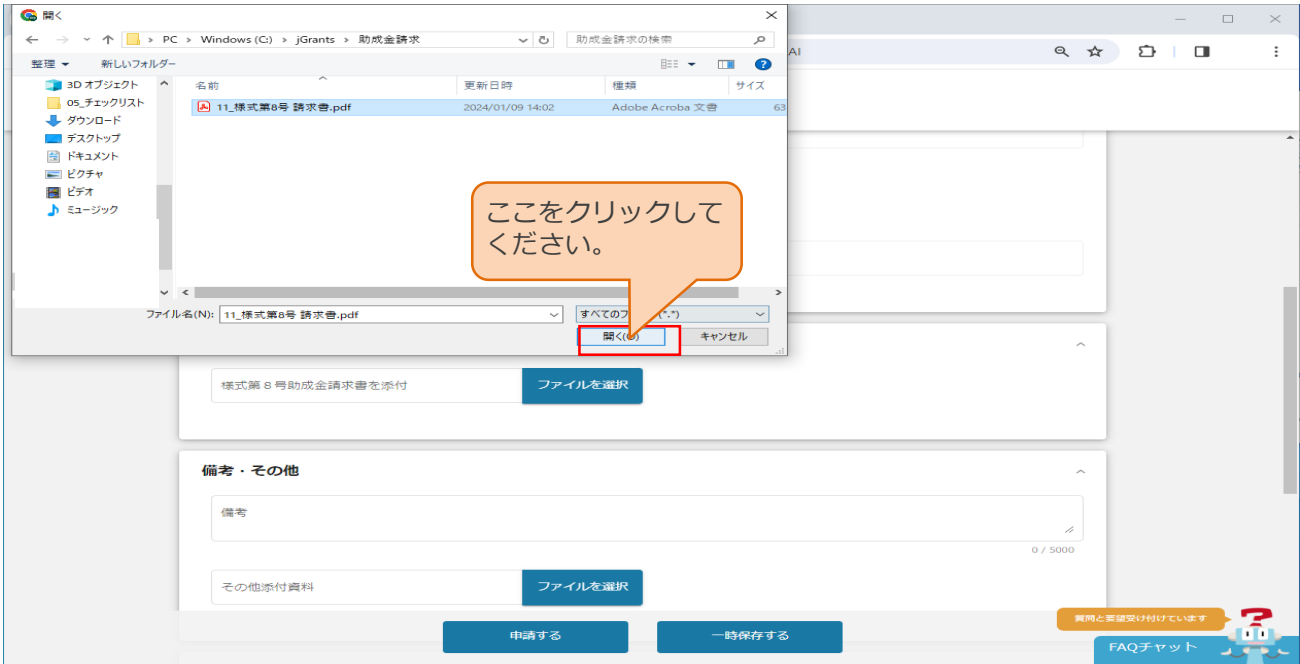 開く
PC > Windows (C:) > jGrants > 助成金請求
助成金請求の検索
AI
整理 新しいフォルダー
名前 更新日時 種類 サイズ
11_様式第8号 請求書.pdf 2024/01/09 14:02 Adobe Acroba 文書 63
3D オブジェクト
05_チェックリスト
ダウンロード
デスクトップ
ドキュメント
ピクチャ
ビデオ
ミュージック
ここをクリックして
ください。
ファイル名(N): 11_様式第8号 請求書.pdf
すべてのフ (*.*)
開く(O) キャンセル
様式第8号助成金請求書を添付 ファイルを選択
備考・その他
備考
0 / 5000
その他添付資料 ファイルを選択
申請する 一時保存する
質問と要望受け付けています
FAQチャット